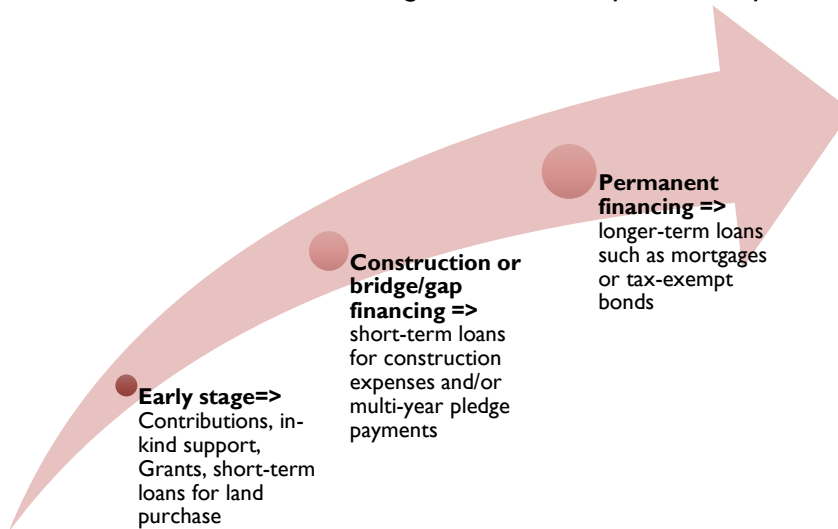 Permanent
financing =>
longer-term loans
such as mortgages
or tax-exempt
bonds
Construction or
bridge/gap
financing =>
short-term loans
for construction
expenses and/or
multi-year pledge
payments
Early stage=>
Contributions, in-
kind support,
Grants, short-term
loans for land
purchase